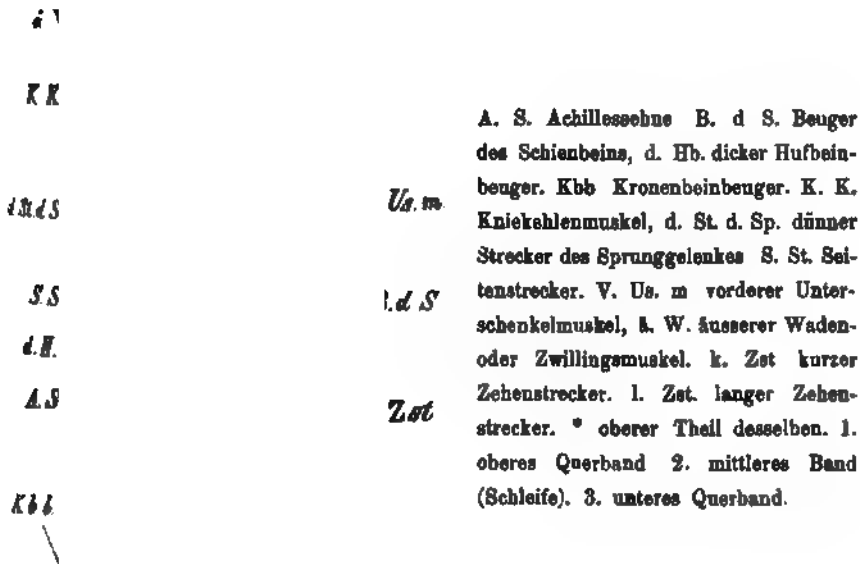 K K
d St d S
S. S
d. H.
A. S
K b b
Us. m
. d S
Zst
A. S. Achillessehne B. d S. Beuger
des Schienbeins, d. Hb. dicker Hufbein-
beuger. Kbb Kronenbeinbeuger. K. K.
Kniekehlenmuskel, d. St. d. Sp. dünner
Strecker des Sprunggelenkes S. St. Sei-
tenstrecker. V. Us. m vorderer Unter-
schenkelmuskel, ä. W. äusserer Waden-
oder Zwillingsmuskel. k. Zst kurzer
Zehenstrecker. l. Zst. langer Zehen-
strecker. * oberer Theil desselben. 1.
oberes Querband 2. mittleres Band
(Schleife). 3. unteres Querband.